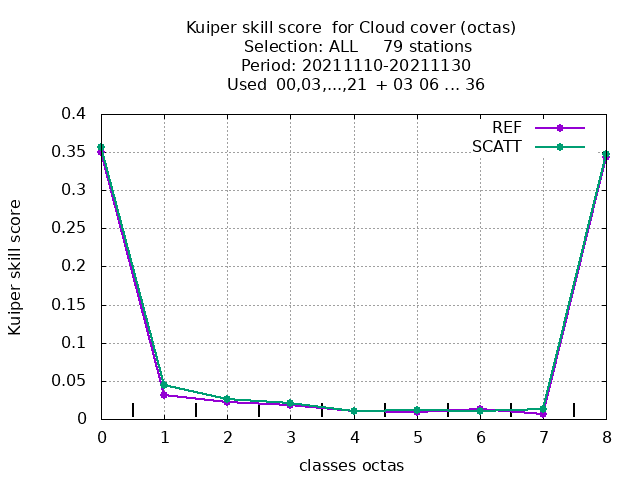 Kuiper skill score  for Cloud cover (octas)
Selection: ALL     79 stations
Period: 20211110-20211130
Used  00,03,...,21  + 03 06 ... 36
REF
SCATT
0.4
0.35
0.3
0.25
0.2
0.15
0.1
0.05
0
Kuiper skill score
0 1 2 3 4 5 6 7 8
classes octas